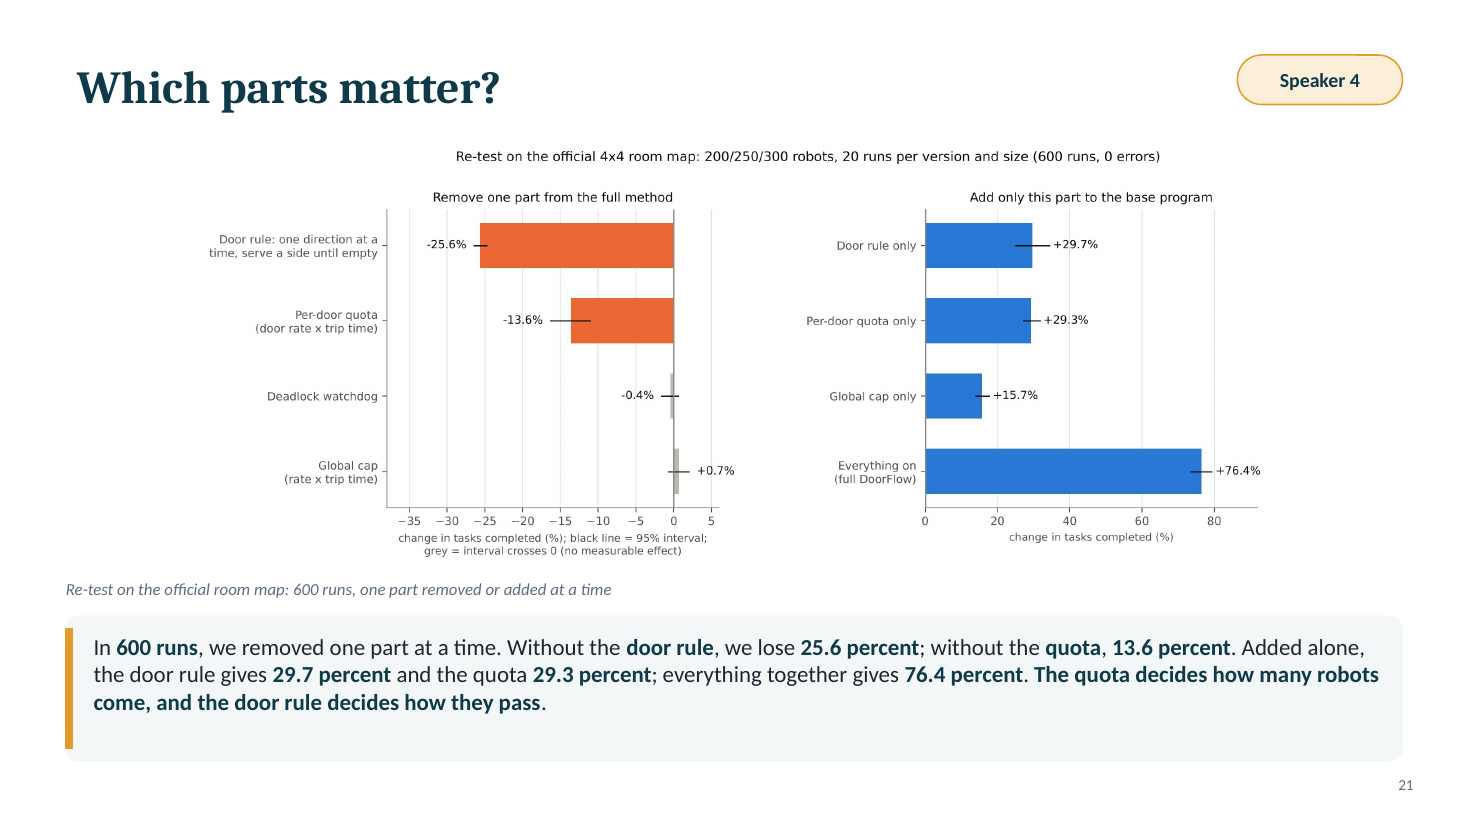 Which parts matter?
Speaker 4
Re-test on the official 4x4 room map: 200/250/300 robots, 20 runs per version and size (600 runs, 0 errors)
Remove one part from the full method
Door rule: one direction at a
time, serve a side until empty
-25.6%
Per-door quota
(door rate x trip time)
-13.6%
Deadlock watchdog
-0.4%
Global cap
(rate x trip time)
+0.7%
−35 −30 −25 −20 −15 −10 −5 0 5
change in tasks completed (%); black line = 95% interval;
grey = interval crosses 0 (no measurable effect)
Add only this part to the base program
Door rule only
+29.7%
Per-door quota only
+29.3%
Global cap only
+15.7%
Everything on
(full DoorFlow)
+76.4%
0 20 40 60 80
change in tasks completed (%)
Re-test on the official room map: 600 runs, one part removed or added at a time
In 600 runs, we removed one part at a time. Without the door rule, we lose 25.6 percent; without the quota, 13.6 percent. Added alone,
the door rule gives 29.7 percent and the quota 29.3 percent; everything together gives 76.4 percent. The quota decides how many robots
come, and the door rule decides how they pass.
21